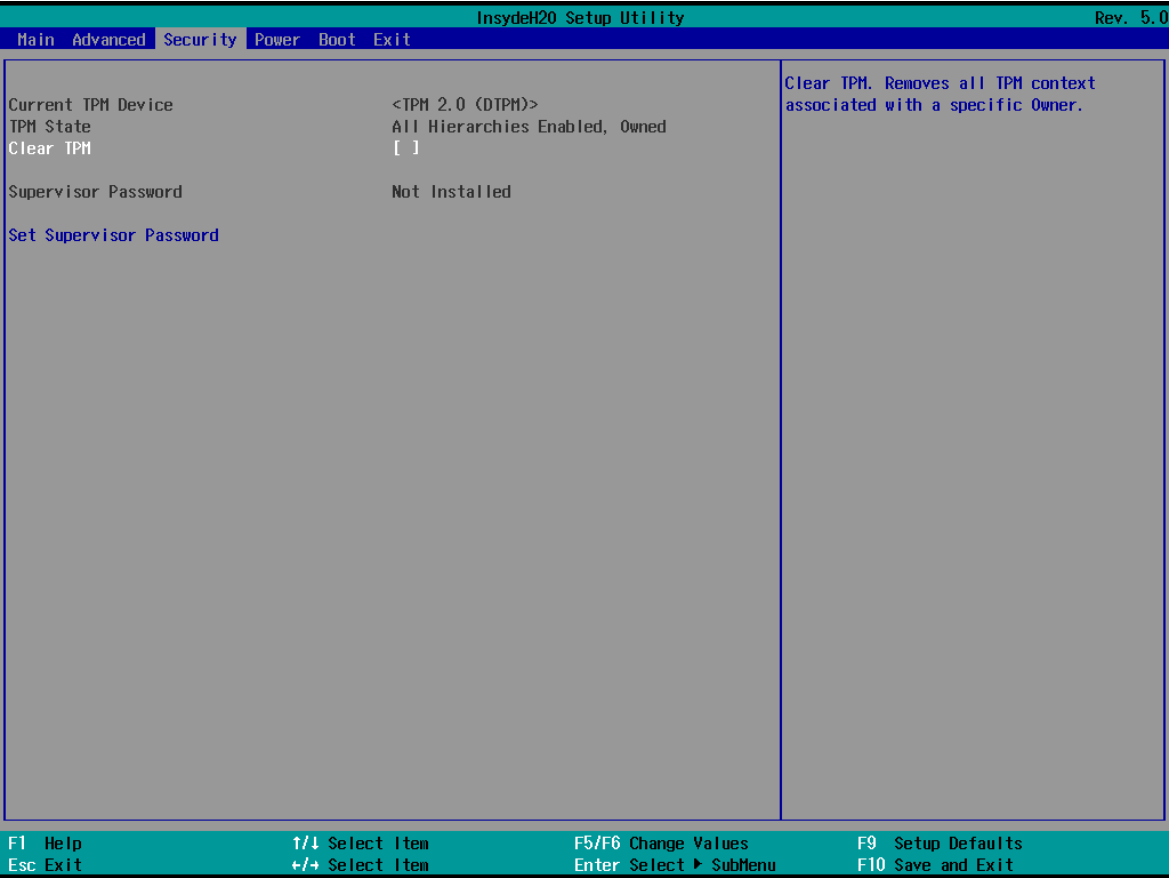 InsydeH20 Setup Utility Rev. 5.0
Main Advanced Security Power Boot Exit
Clear TPM. Removes all TPM context
associated with a specific Owner.
Current TPM Device <TPM 2.0 (DTPM)>
TPM State All Hierarchies Enabled, Owned
Clear TPM [ ]
Supervisor Password Not Installed
Set Supervisor Password
F1 Help ↑/↓ Select Item F5/F6 Change Values F9 Setup Defaults
Esc Exit ←/→ Select Item Enter Select ▶ SubMenu F10 Save and Exit